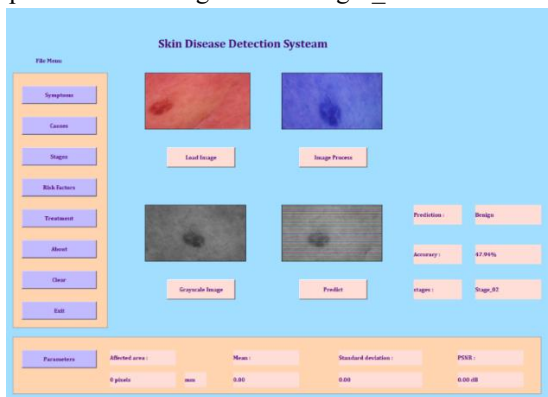 Skin Disease Detection Systeam
File Menu
Symptoms
Causes
Stages
Risk Factors
Treatment
About
Clear
Exit
Load Image
Image Process
Grayscale Image
Predict
Prediction :
Benign
Accuracy :
47.99%
stages :
Stage_02
Parameters
Affected area :
Mean :
Standard deviation :
PSNR :
0 pixels
mm
0.00
0.00
0.00 dB